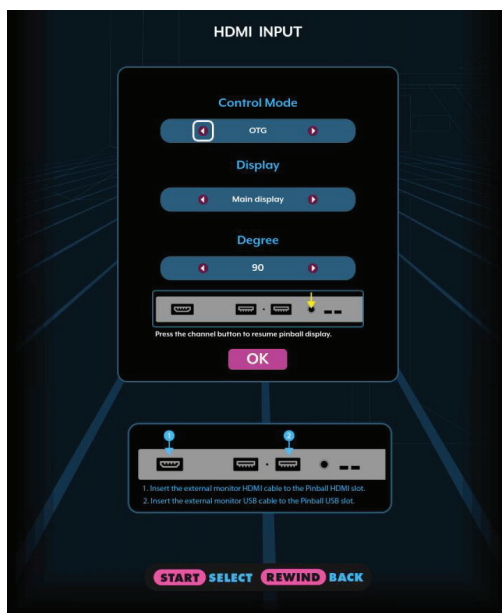 HDMI INPUT
Control Mode
OTG
Display
Main display
Degree
90
Press the channel button to resume pinball display.
OK
1
2
1. Insert the external monitor HDMI cable to the Pinball HDMI slot.
2. Insert the external monitor USB cable to the Pinball USB slot.
START SELECT REWIND BACK